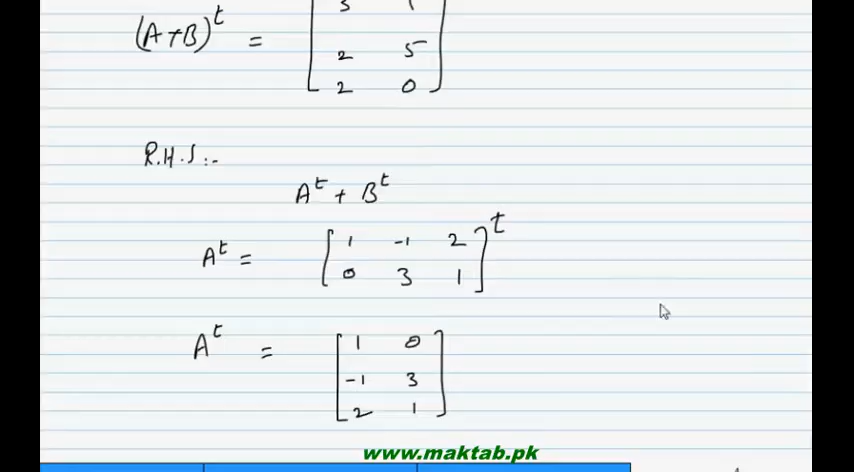 3 1
(A+B)^t = 2 5
2 0
R.H.S :-
A^t + B^t
A^t = [1 -1 2]^t
[0 3 1]
A^t = [1 0]
[-1 3]
[2 1]
www.maktab.pk